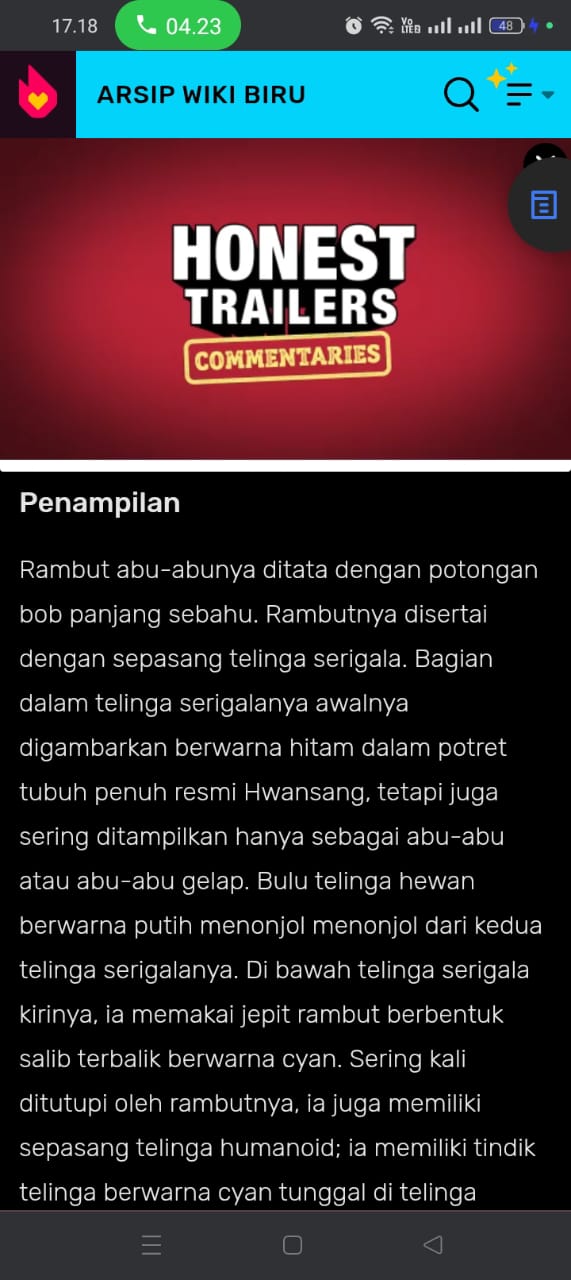 17.18
04.23
Vo
LTE2
48
ARSIP WIKI BIRU
HONEST
TRAILERS
COMMENTARIES
Penampilan
Rambut abu-abunya ditata dengan potongan
bob panjang sebahu. Rambutnya disertai
dengan sepasang telinga serigala. Bagian
dalam telinga serigalanya awalnya
digambarkan berwarna hitam dalam potret
tubuh penuh resmi Hwansang, tetapi juga
sering ditampilkan hanya sebagai abu-abu
atau abu-abu gelap. Bulu telinga hewan
berwarna putih menonjol menonjol dari kedua
telinga serigalanya. Di bawah telinga serigala
kirinya, ia memakai jepit rambut berbentuk
salib terbalik berwarna cyan. Sering kali
ditutupi oleh rambutnya, ia juga memiliki
sepasang telinga humanoid; ia memiliki tindik
telinga berwarna cyan tunggal di telinga